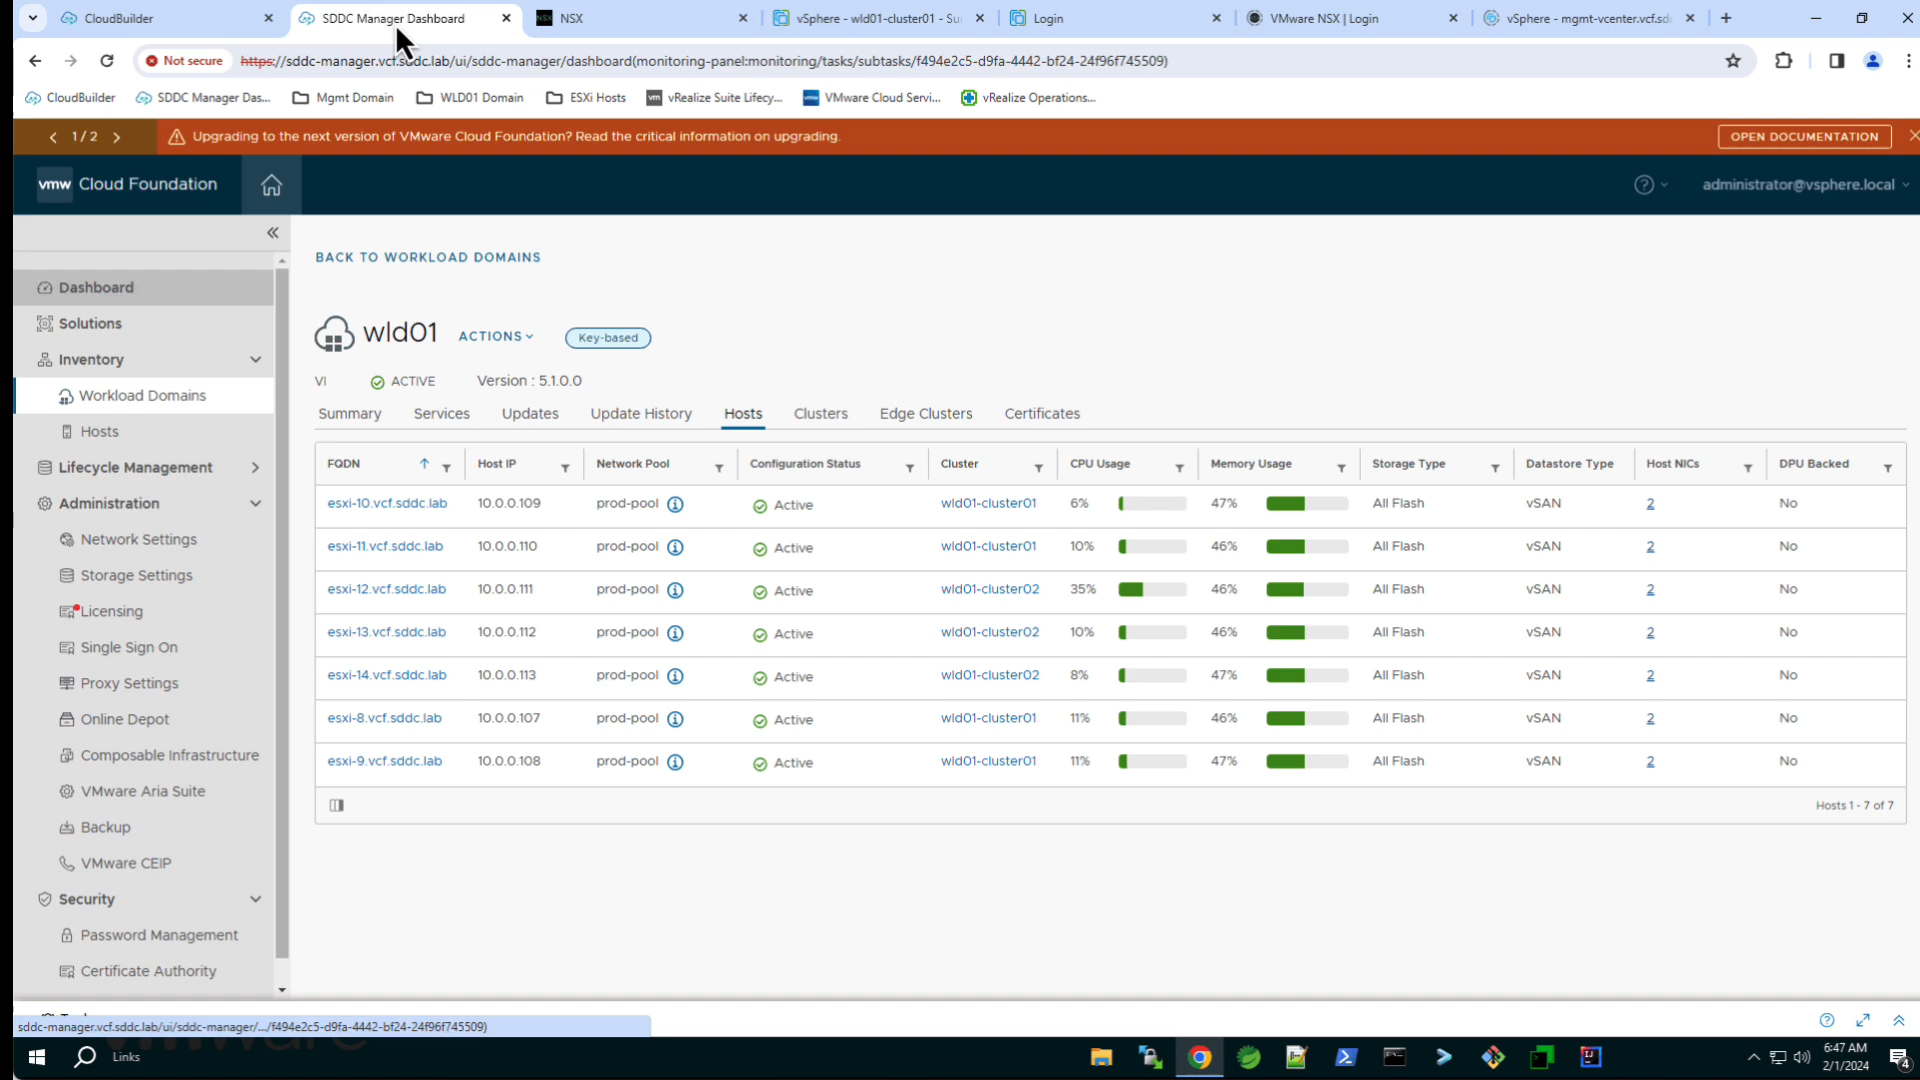 CloudBuilder
SDDC Manager Dashboard
NSX
vSphere - wld01-cluster01 - Su
Login
VMware NSX | Login
vSphere - mgmt-vcenter.vcf.sd
Not secure
https://sddc-manager.vcf.sddc.lab/ui/sddc-manager/dashboard(monitoring-panel:monitoring/tasks/subtasks/f494e2c5-d9fa-4442-bf24-24f96f745509)
CloudBuilder
SDDC Manager Das...
Mgmt Domain
WLD01 Domain
ESXi Hosts
vRealize Suite Lifecy...
VMware Cloud Servi...
vRealize Operations...
1 / 2
Upgrading to the next version of VMware Cloud Foundation? Read the critical information on upgrading.
OPEN DOCUMENTATION
vmw Cloud Foundation
administrator@vsphere.local
Dashboard
Solutions
Inventory
Workload Domains
Hosts
Lifecycle Management
Administration
Network Settings
Storage Settings
Licensing
Single Sign On
Proxy Settings
Online Depot
Composable Infrastructure
VMware Aria Suite
Backup
VMware CEIP
Security
Password Management
Certificate Authority
BACK TO WORKLOAD DOMAINS
wld01 ACTIONS Key-based
VI ACTIVE Version : 5.1.0.0
Summary Services Updates Update History Hosts Clusters Edge Clusters Certificates
FQDN Host IP Network Pool Configuration Status Cluster CPU Usage Memory Usage Storage Type Datastore Type Host NICs DPU Backed
esxi-10.vcf.sddc.lab 10.0.0.109 prod-pool Active wld01-cluster01 6% 47% All Flash vSAN 2 No
esxi-11.vcf.sddc.lab 10.0.0.110 prod-pool Active wld01-cluster01 10% 46% All Flash vSAN 2 No
esxi-12.vcf.sddc.lab 10.0.0.111 prod-pool Active wld01-cluster02 35% 46% All Flash vSAN 2 No
esxi-13.vcf.sddc.lab 10.0.0.112 prod-pool Active wld01-cluster02 10% 46% All Flash vSAN 2 No
esxi-14.vcf.sddc.lab 10.0.0.113 prod-pool Active wld01-cluster02 8% 47% All Flash vSAN 2 No
esxi-8.vcf.sddc.lab 10.0.0.107 prod-pool Active wld01-cluster01 11% 46% All Flash vSAN 2 No
esxi-9.vcf.sddc.lab 10.0.0.108 prod-pool Active wld01-cluster01 11% 47% All Flash vSAN 2 No
Hosts 1 - 7 of 7
sddc-manager.vcf.sddc.lab/ui/sddc-manager/.../f494e2c5-d9fa-4442-bf24-24f96f745509)
Links
6:47 AM
2/1/2024
4